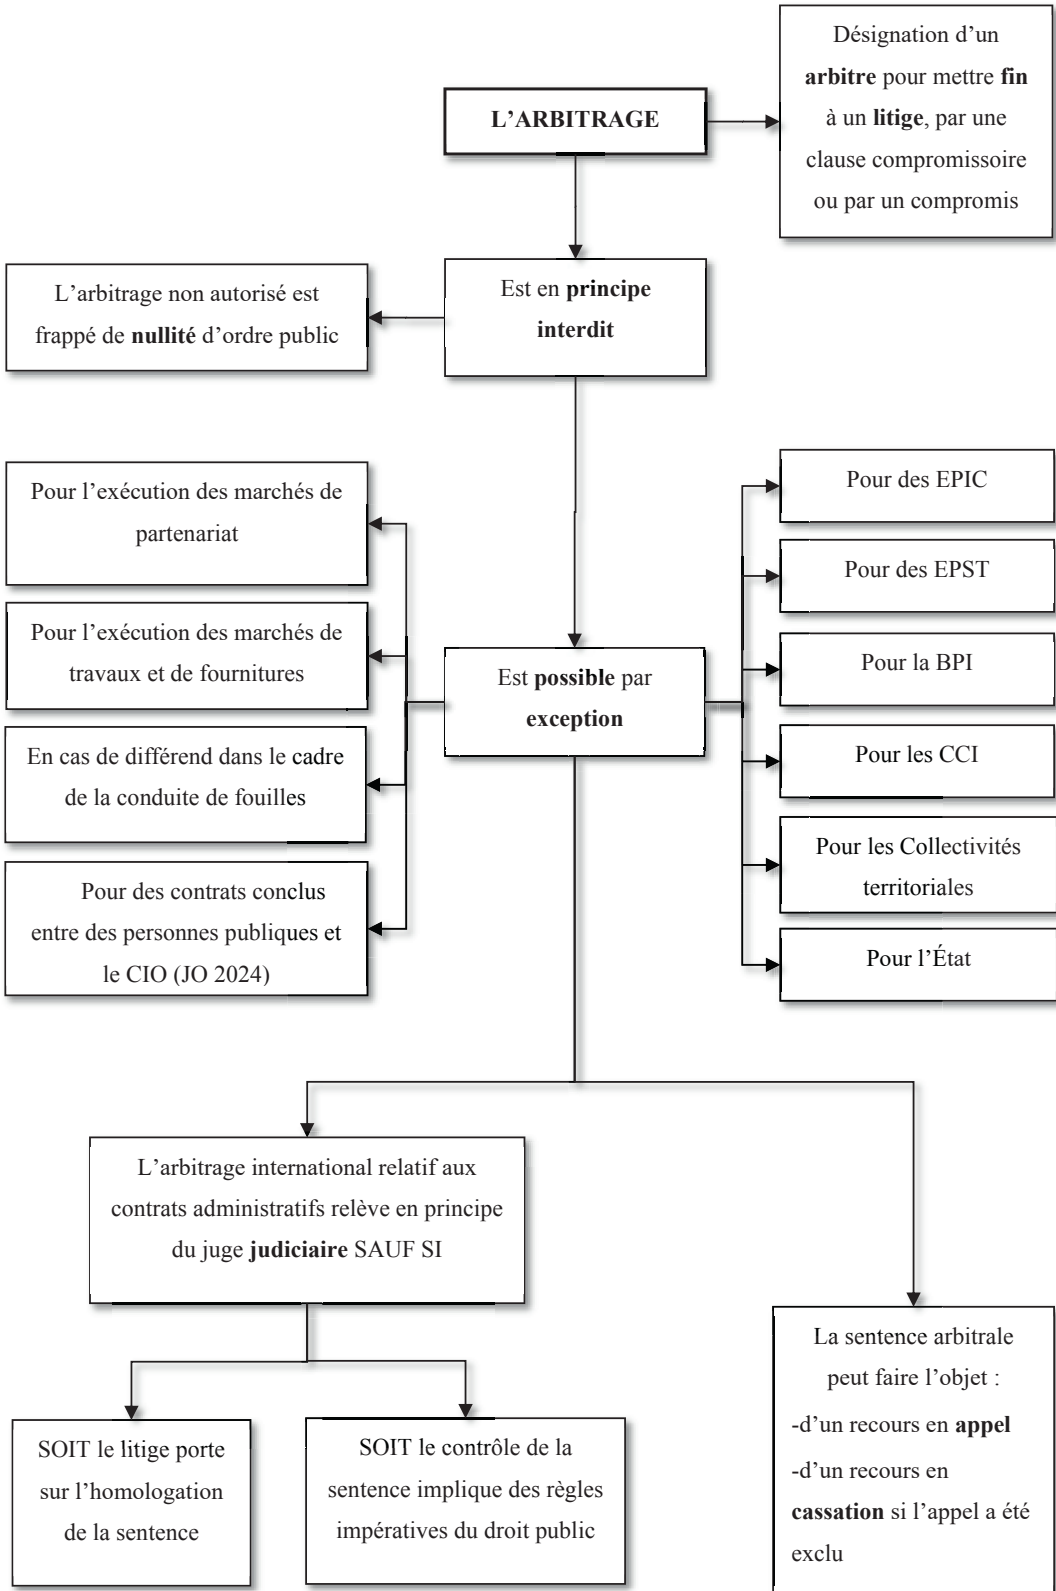 L’ARBITRAGE
Désignation d’un
arbitre pour mettre fin
à un litige, par une
clause compromissoire
ou par un compromis
Est en principe
interdit
L’arbitrage non autorisé est
frappé de nullité d’ordre public
Est possible par
exception
Pour l’exécution des marchés de
partenariat
Pour l’exécution des marchés de
travaux et de fournitures
En cas de différend dans le cadre
de la conduite de fouilles
Pour des contrats conclus
entre des personnes publiques et
le CIO (JO 2024)
Pour des EPIC
Pour des EPST
Pour la BPI
Pour les CCI
Pour les Collectivités
territoriales
Pour l’État
L’arbitrage international relatif aux
contrats administratifs relève en principe
du juge judiciaire SAUF SI
SOIT le litige porte
sur l’homologation
de la sentence
SOIT le contrôle de la
sentence implique des règles
impératives du droit public
La sentence arbitrale
peut faire l’objet :
-d’un recours en appel
-d’un recours en
cassation si l’appel a été
exclu